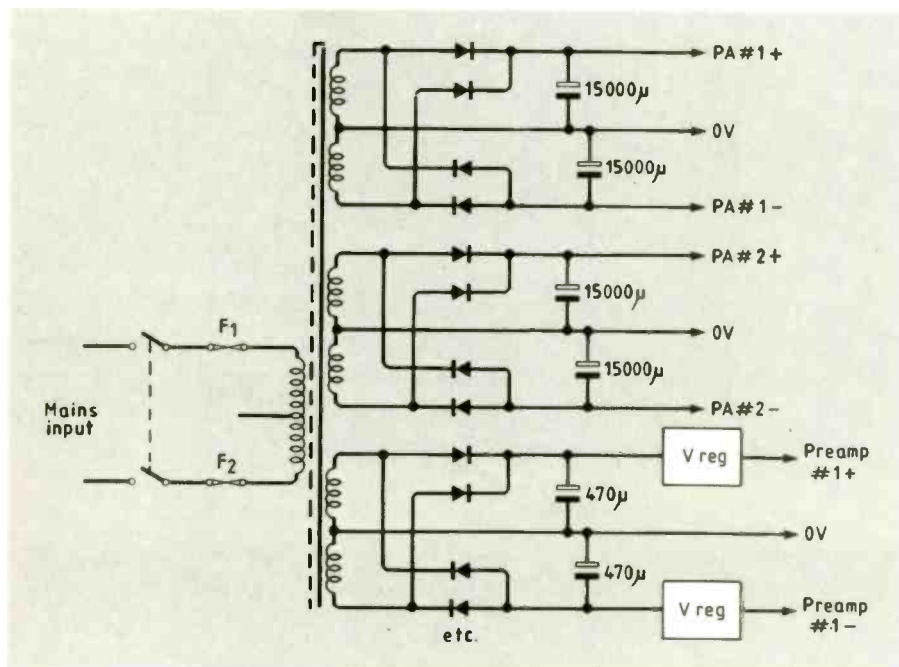 PA#1+
15000μ
0V
15000μ
PA#1-
PA#2+
15000μ
F1
0V
15000μ
Mains
input
F2
PA#2-
V reg
Preamp
#1+
470μ
0V
470μ
V reg
Preamp
#1-
etc.